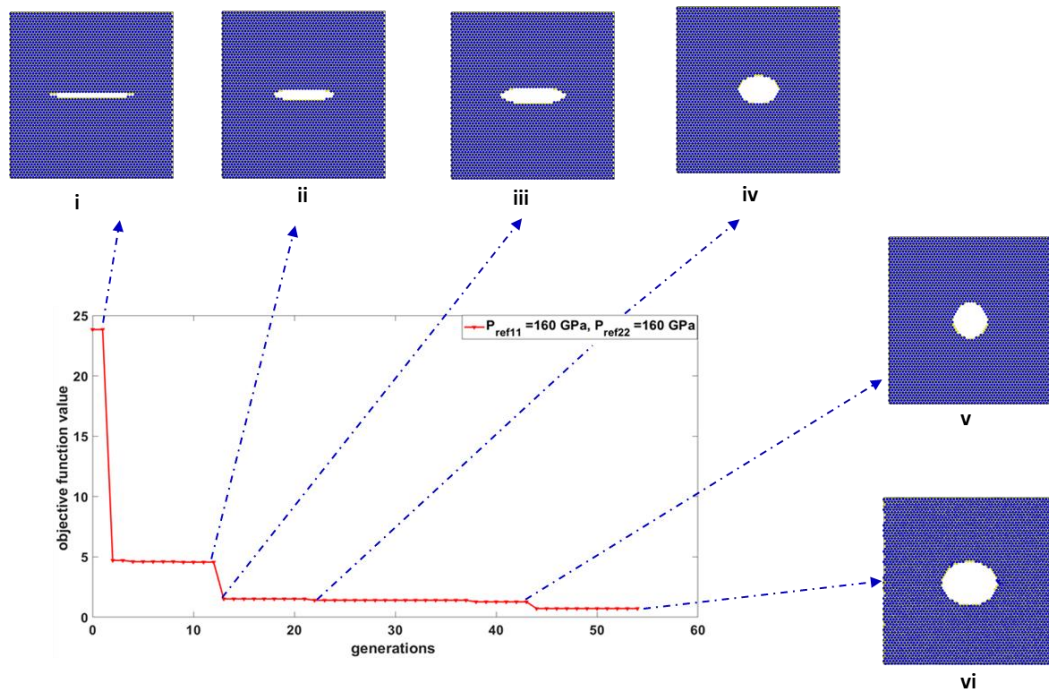 i
ii
iii
iv
v
vi
P_ref11 =160 GPa, P_ref22 =160 GPa
objective function value
25
20
15
10
5
0
0 10 20 30 40 50 60
generations